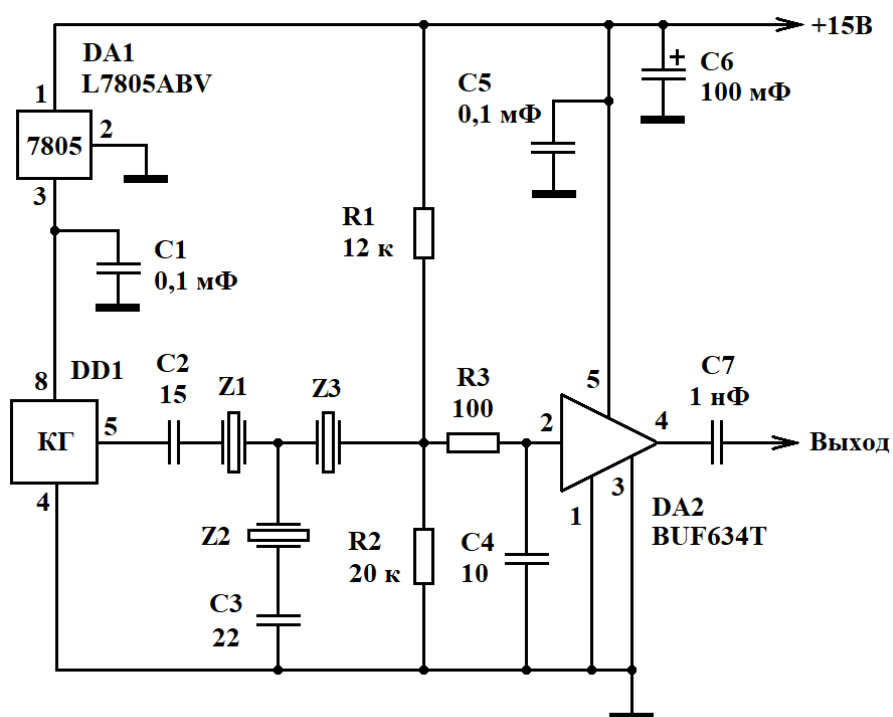 +15В
DA1
L7805ABV
1
7805
2
3
C1
0,1 мФ
C5
0,1 мФ
C6
+
100 мФ
R1
12 к
8
DD1
КГ
5
4
C2
15
Z1
Z3
Z2
C3
22
R2
20 к
R3
100
C4
10
2
5
4
1
3
DA2
BUF634T
C7
1 нФ
Выход